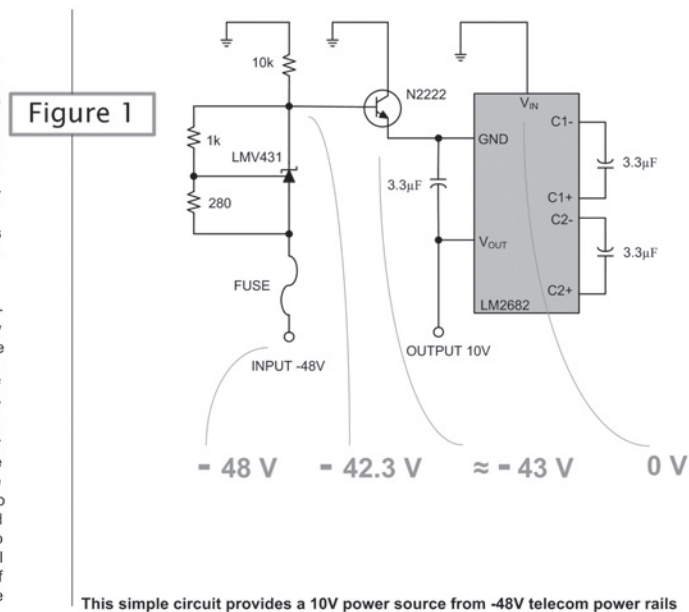 Figure 1
10k
N2222
1k
LMV431
280
FUSE
INPUT -48V
3.3µF
OUTPUT 10V
VIN
GND
C1-
C1+
C2-
VOUT
C2+
LM2682
3.3µF
3.3µF
- 48 V
- 42.3 V
≈ - 43 V
0 V
This simple circuit provides a 10V power source from -48V telecom power rails